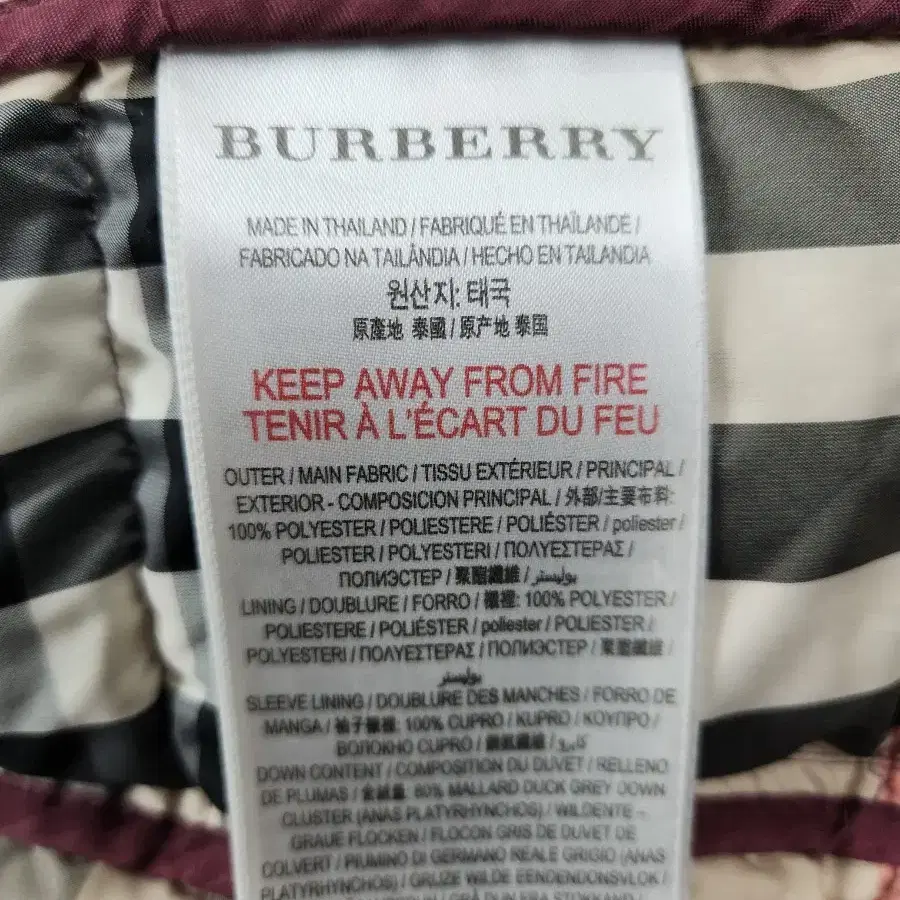 BURBERRY
MADE IN THAILAND / FABRIQUÉ EN THAÏLANDE /
FABRICADO NA TAILÂNDIA / HECHO EN TAILANDIA
원산지: 태국
原產地 泰國 / 原产地 泰国
KEEP AWAY FROM FIRE
TENIR À L'ÉCART DU FEU
OUTER / MAIN FABRIC / TISSU EXTÉRIEUR / PRINCIPAL /
EXTERIOR - COMPOSICION PRINCIPAL / 外部/主要布料:
100% POLYESTER / POLIESTERE / POLIÉSTER / poliester /
POLIESTER / POLYESTERI / ΠΟΛΥΕΣΤΕΡΑΣ /
ПОЛИЭСТЕР / 聚酯纖維 / بوليستر /
LINING / DOUBLURE / FORRO / 襯裡: 100% POLYESTER /
POLIESTERE / POLIÉSTER / poliester / POLIESTER /
POLYESTERI / ΠΟΛΥΕΣΤΕΡΑΣ / ПОЛИЭСТЕР / 聚酯纖維 /
بوليستر
SLEEVE LINING / DOUBLURE DES MANCHES / FORRO DE
MANGA / 袖子襯裡: 100% CUPRO / KUPRO / ΚΟΥΠΡΟ /
ВОЛОКНО CUPRO / 銅氨纖維 / كابرو
DOWN CONTENT / COMPOSITION DU DUVET / RELLENO
DE PLUMAS / 含絨量: 80% MALLARD DUCK GREY DOWN
CLUSTER (ANAS PLATYRHYNCHOS) / WILDENTE -
GRAUE FLOCKEN / FLOCON GRIS DE DUVET DE
COLVERT / PIUMINO DI GERMANO REALE GRIGIO (ANAS
PLATYRHYNCHOS) / GRIJZE WILDE EENDENDONSVLOK /